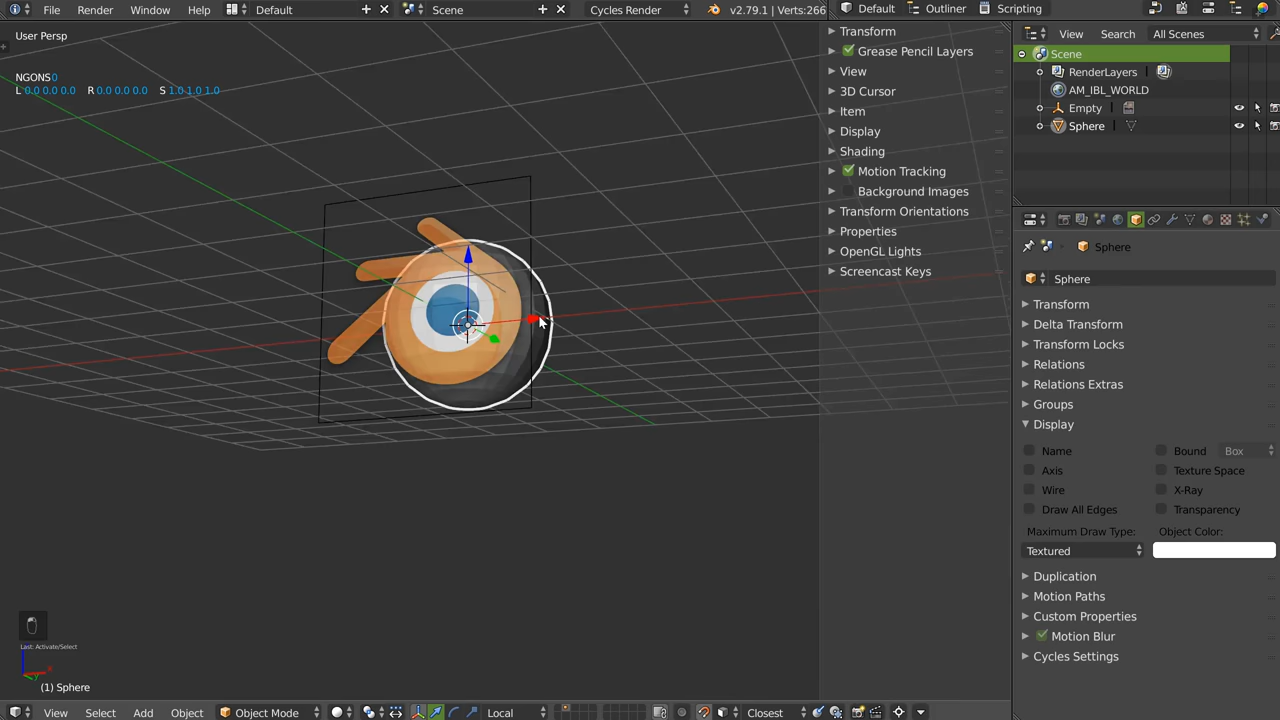 File Render Window Help Default Scene Cycles Render v2.79.1 Verts:266 Default Outliner Scripting
User Persp
NGONS0
L 0.0 0.0 0.0 R 0.0 0.0 0.0 S 1.0 1.0 1.0
Transform
Grease Pencil Layers
View
3D Cursor
Item
Display
Shading
Motion Tracking
Background Images
Transform Orientations
Properties
OpenGL Lights
Screencast Keys
View Search All Scenes
Scene
RenderLayers
AM_IBL_WORLD
Empty
Sphere
Sphere
Sphere
Transform
Delta Transform
Transform Locks
Relations
Relations Extras
Groups
Display
Name Bound Box
Axis Texture Space
Wire X-Ray
Draw All Edges Transparency
Maximum Draw Type: Object Color:
Textured
Duplication
Motion Paths
Custom Properties
Motion Blur
Cycles Settings
Last: Activate/Select
(1) Sphere
View Select Add Object Object Mode Local Closest